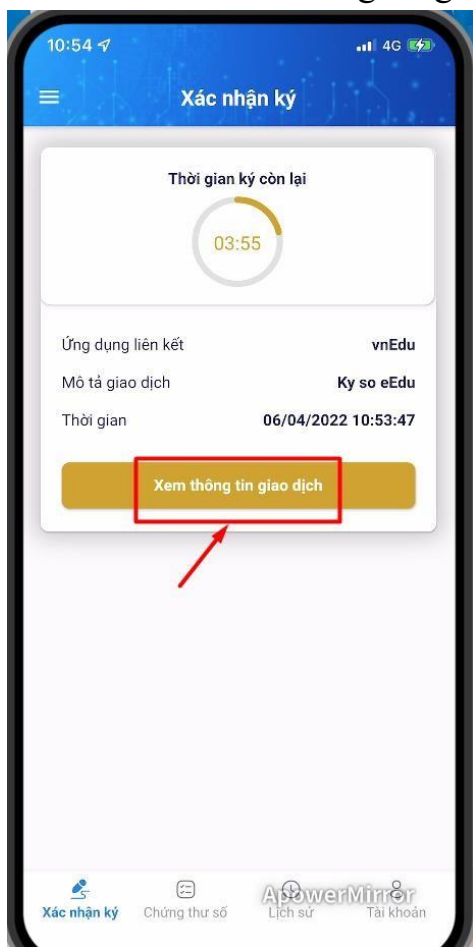 10:54 4G
Xác nhận ký
Thời gian ký còn lại
03:55
Ứng dụng liên kết vnEdu
Mô tả giao dịch Ky so eEdu
Thời gian 06/04/2022 10:53:47
Xem thông tin giao dịch
ApowerMirror
Xác nhận ký Chứng thư số Lịch sử Tài khoản